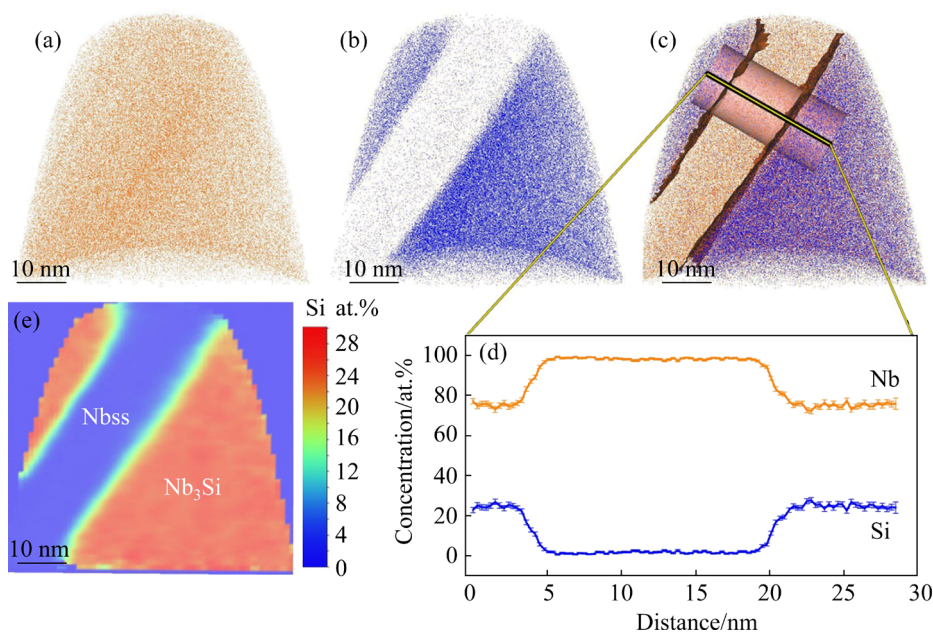 (a)
(b)
(c)
10 nm
10 nm
10 nm
(e)
Si at.%
28
24
20
16
12
8
4
0
Nbss
Nb₃Si
10 nm
(d)
Concentration/at.%
100
80
60
40
20
0
Nb
Si
0 5 10 15 20 25 30
Distance/nm